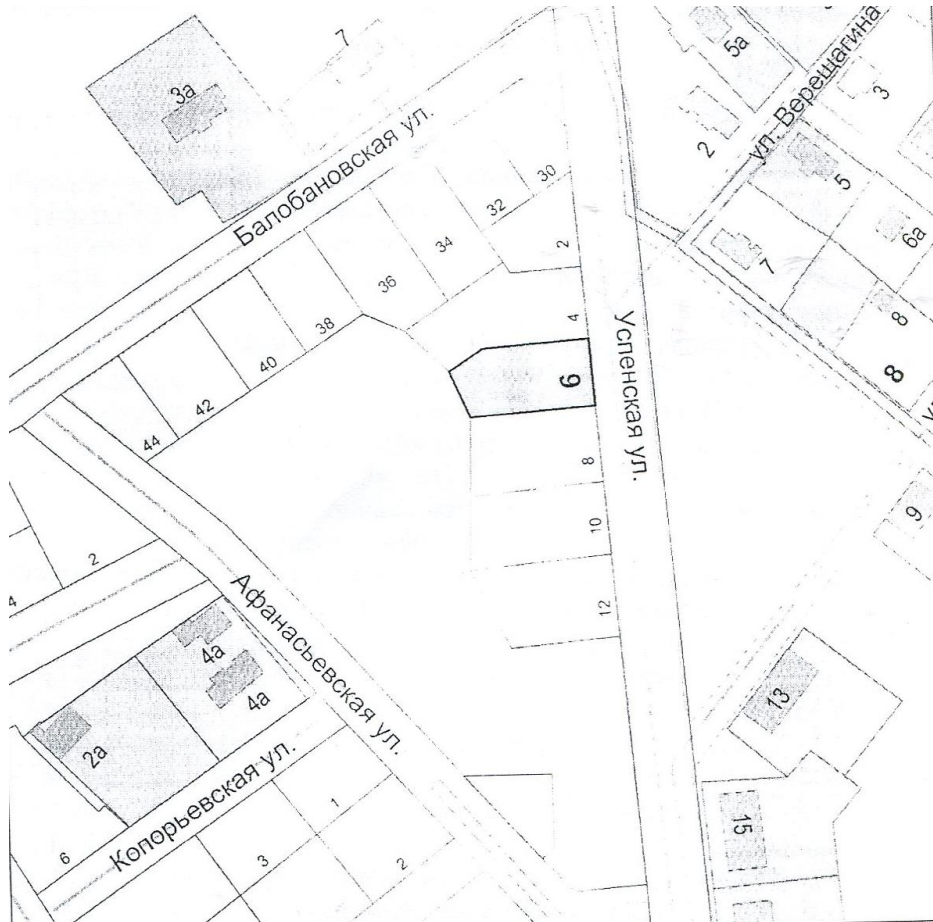 7
3а
5а
ул. Верещагина
3
2
5
Балобановская ул.
30
32
2
6а
7
34
36
4
8
38
Успенская ул.
8
40
6
42
44
8
10
9
2
4
12
Афанасьевская ул.
4а
4а
13
2а
Копорьевская ул.
1
15
6
3
2